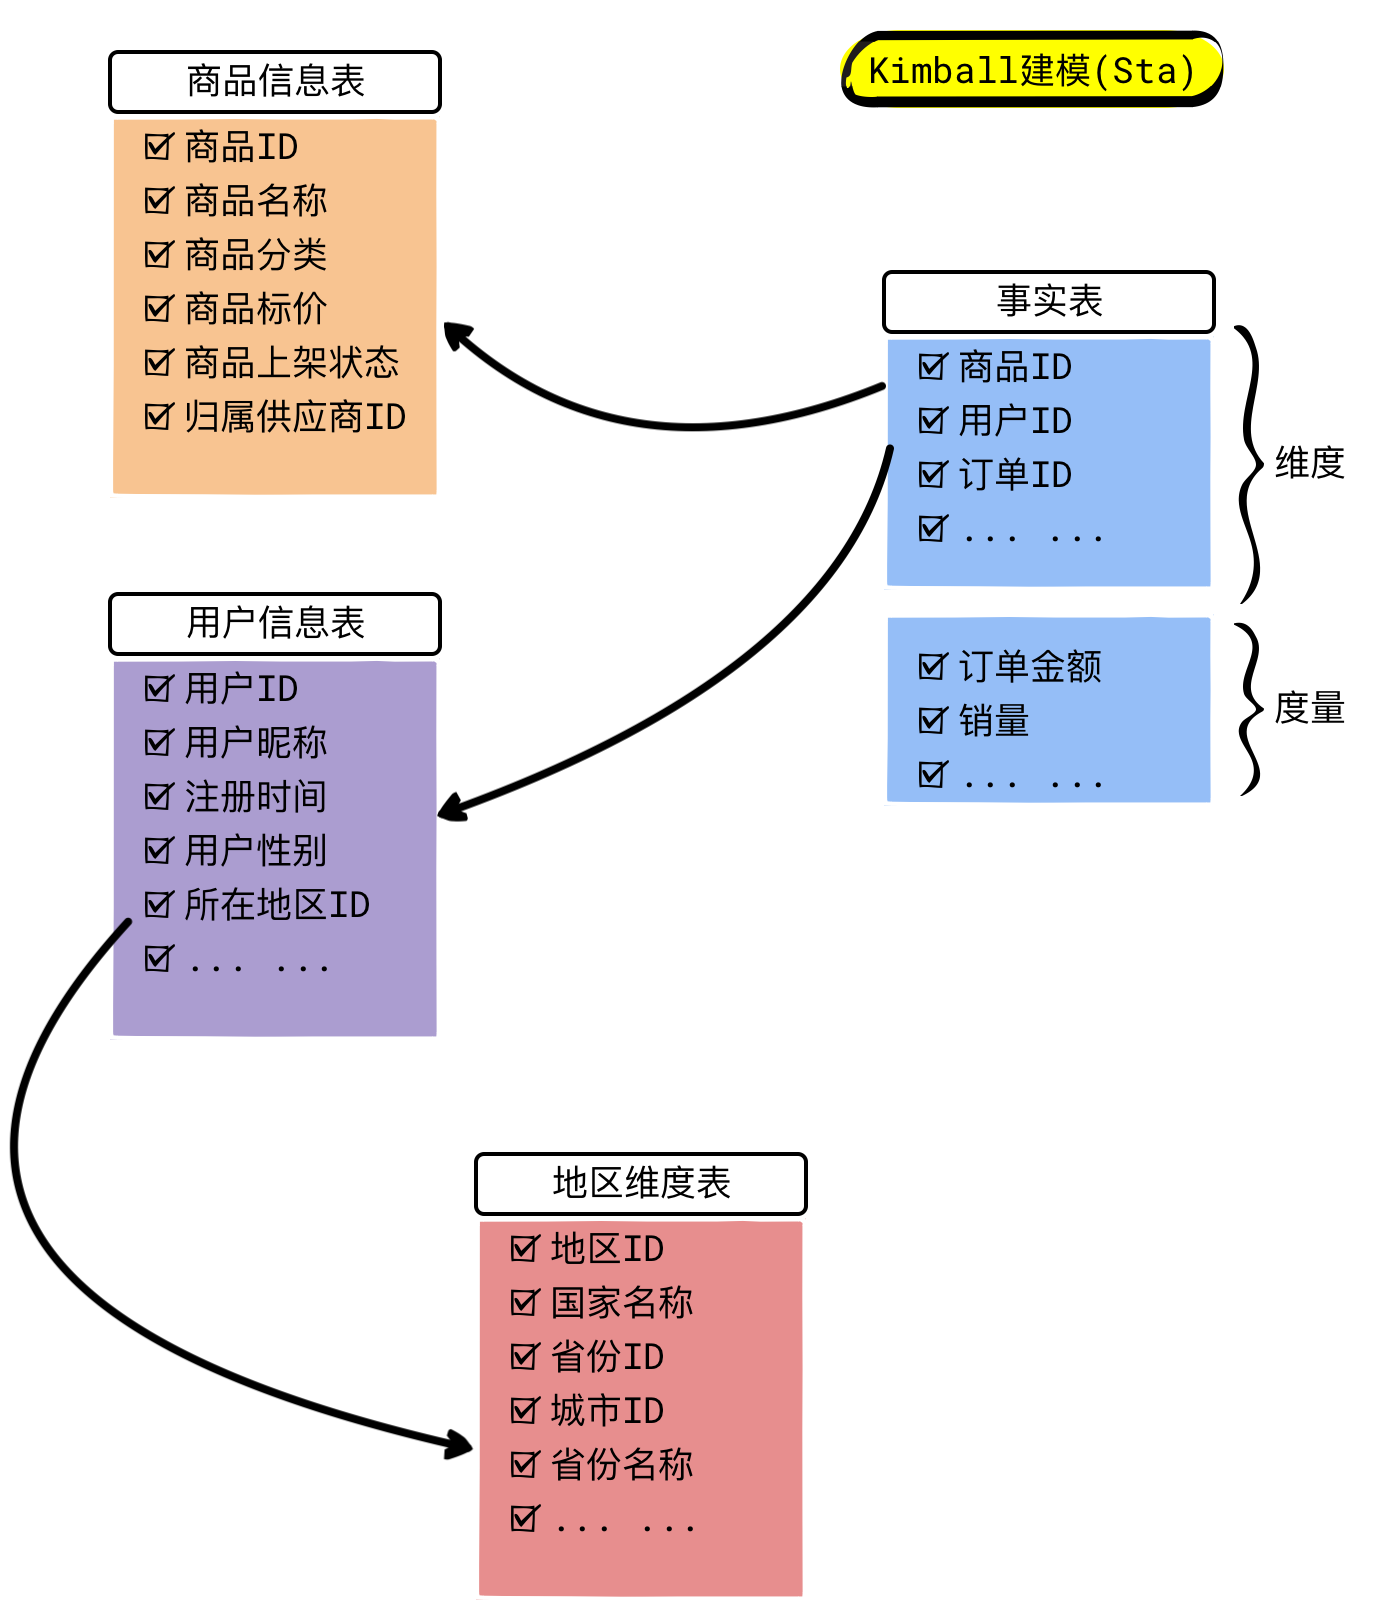 Kimball建模(Sta)
商品信息表
商品ID
商品名称
商品分类
商品标价
商品上架状态
归属供应商ID
事实表
商品ID
用户ID
订单ID
... ...
维度
订单金额
销量
... ...
度量
用户信息表
用户ID
用户昵称
注册时间
用户性别
所在地区ID
... ...
地区维度表
地区ID
国家名称
省份ID
城市ID
省份名称
... ...